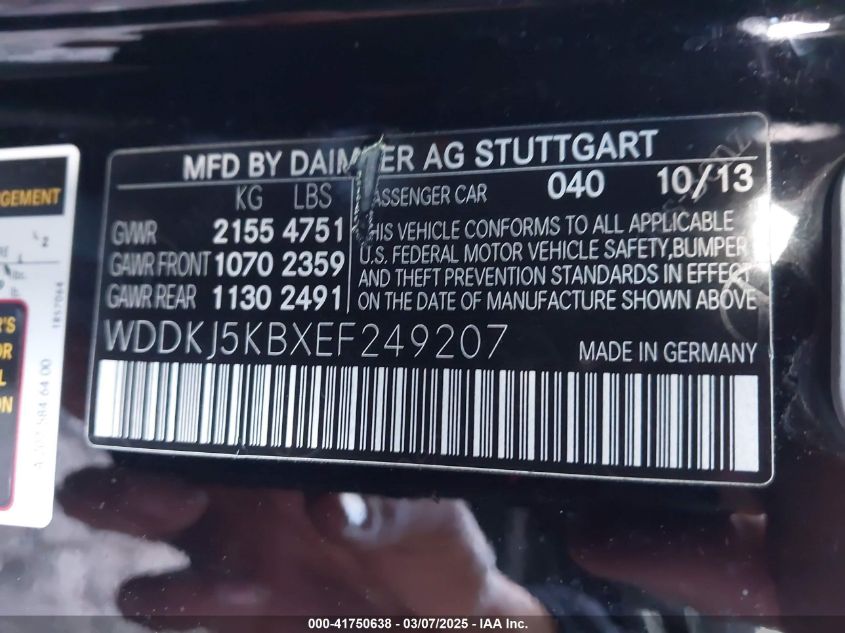 MFD BY DAIMLER AG STUTTGART
KG LBS PASSENGER CAR 040 10/13
GVWR 2155 4751
GAWR FRONT 1070 2359
GAWR REAR 1130 2491
THIS VEHICLE CONFORMS TO ALL APPLICABLE
U.S. FEDERAL MOTOR VEHICLE SAFETY,BUMPER
AND THEFT PREVENTION STANDARDS IN EFFECT
ON THE DATE OF MANUFACTURE SHOWN ABOVE
WDDKJ5KBXEF249207
MADE IN GERMANY
1857064
000-41750638 - 03/07/2025 - IAA Inc.